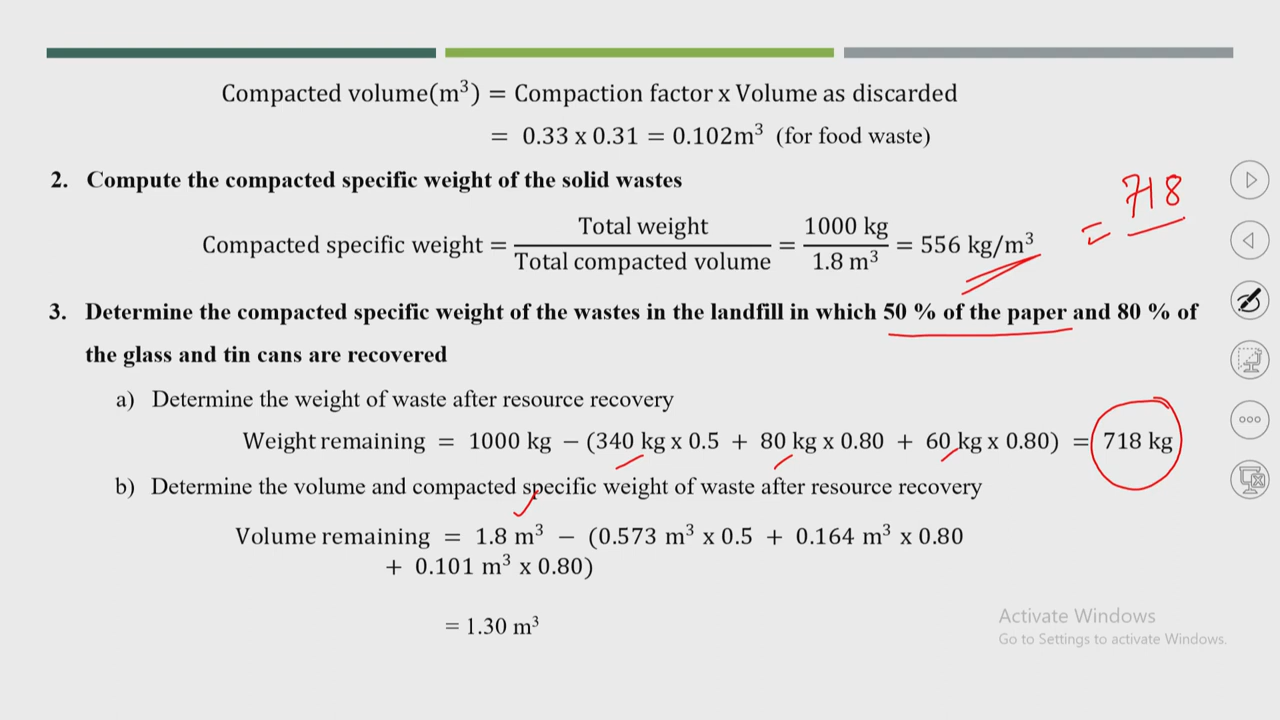 Compacted volume(m³) = Compaction factor x Volume as discarded
= 0.33 x 0.31 = 0.102m³ (for food waste)
2. Compute the compacted specific weight of the solid wastes
718
Compacted specific weight = Total weight / Total compacted volume = 1000 kg / 1.8 m³ = 556 kg/m³ =
3. Determine the compacted specific weight of the wastes in the landfill in which 50 % of the paper and 80 % of
the glass and tin cans are recovered
a) Determine the weight of waste after resource recovery
Weight remaining = 1000 kg − (340 kg x 0.5 + 80 kg x 0.80 + 60 kg x 0.80) = 718 kg
b) Determine the volume and compacted specific weight of waste after resource recovery
Volume remaining = 1.8 m³ − (0.573 m³ x 0.5 + 0.164 m³ x 0.80
+ 0.101 m³ x 0.80)
= 1.30 m³
Activate Windows
Go to Settings to activate Windows.